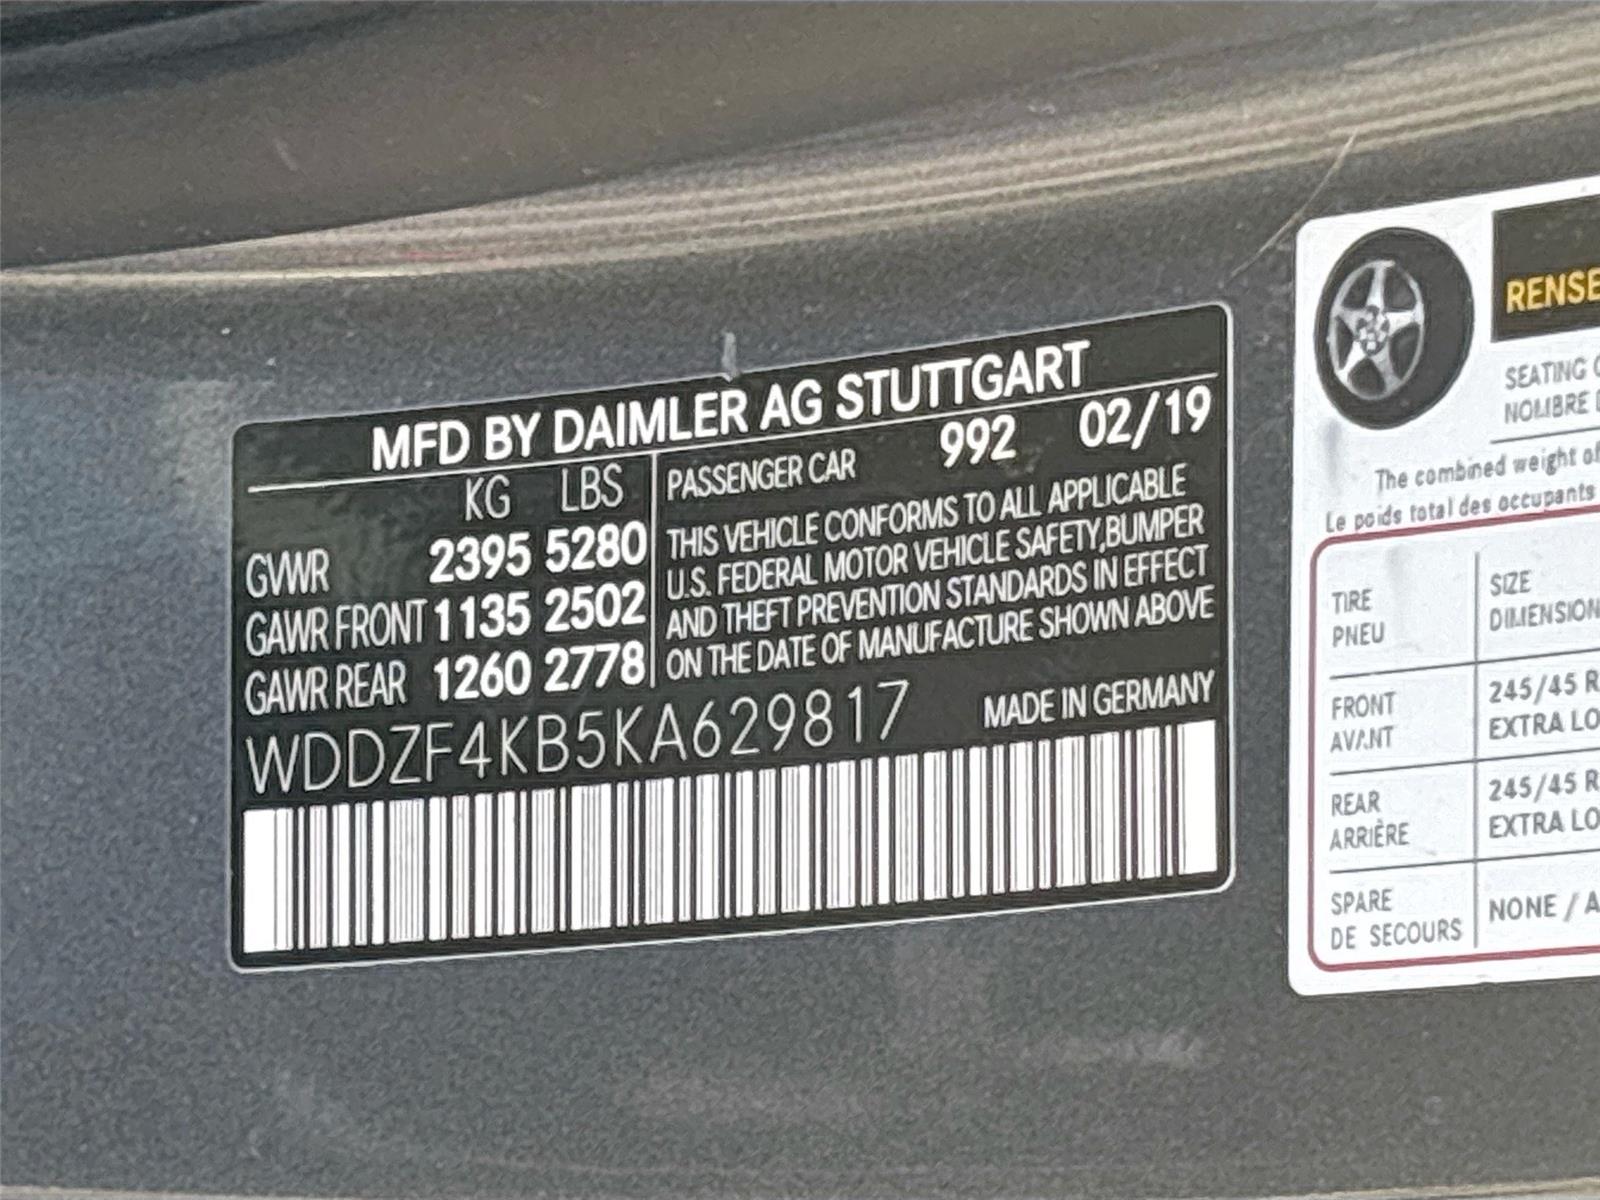 MFD BY DAIMLER AG STUTTGART
KG LBS
GVWR 2395 5280
GAWR FRONT 1135 2502
GAWR REAR 1260 2778
PASSENGER CAR 992 02/19
THIS VEHICLE CONFORMS TO ALL APPLICABLE
U.S. FEDERAL MOTOR VEHICLE SAFETY,BUMPER
AND THEFT PREVENTION STANDARDS IN EFFECT
ON THE DATE OF MANUFACTURE SHOWN ABOVE
WDDZF4KB5KA629817 MADE IN GERMANY
RENSE
SEATING
NOMBRE
The combined weight of
Le poids total des occupants
TIRE
PNEU
SIZE
DIMENSION
FRONT
AVANT
245/45 R
EXTRA LO
REAR
ARRIÈRE
245/45 R
EXTRA LO
SPARE
DE SECOURS
NONE / A